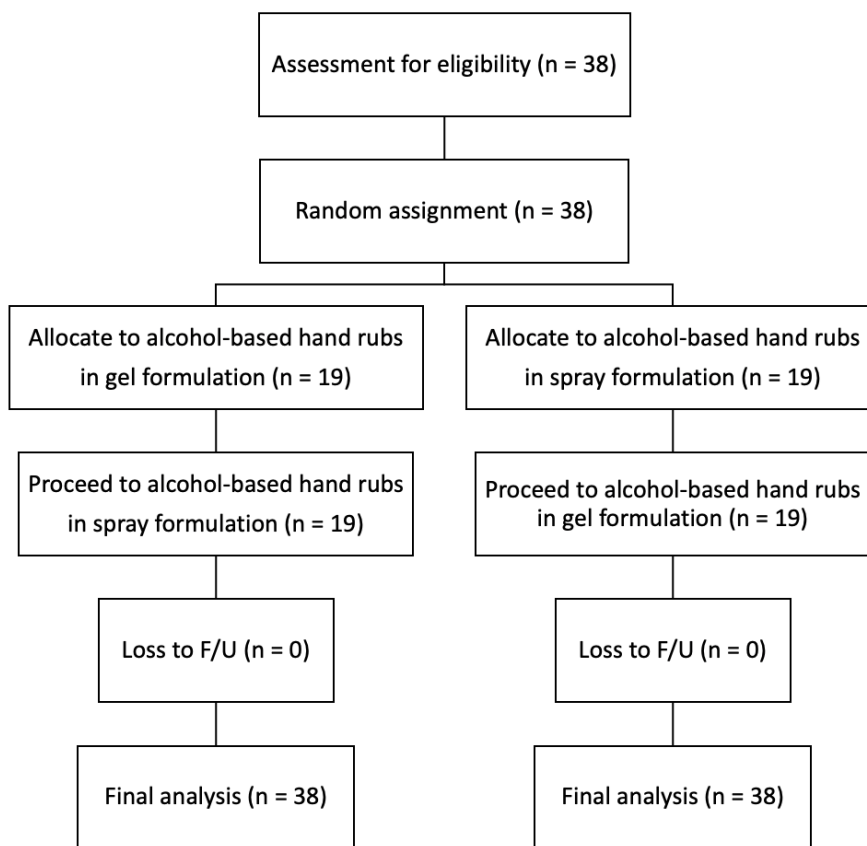 Assessment for eligibility (n = 38)
Random assignment (n = 38)
Allocate to alcohol-based hand rubs
in gel formulation (n = 19)
Allocate to alcohol-based hand rubs
in spray formulation (n = 19)
Proceed to alcohol-based hand rubs
in spray formulation (n = 19)
Proceed to alcohol-based hand rubs
in gel formulation (n = 19)
Loss to F/U (n = 0)
Loss to F/U (n = 0)
Final analysis (n = 38)
Final analysis (n = 38)